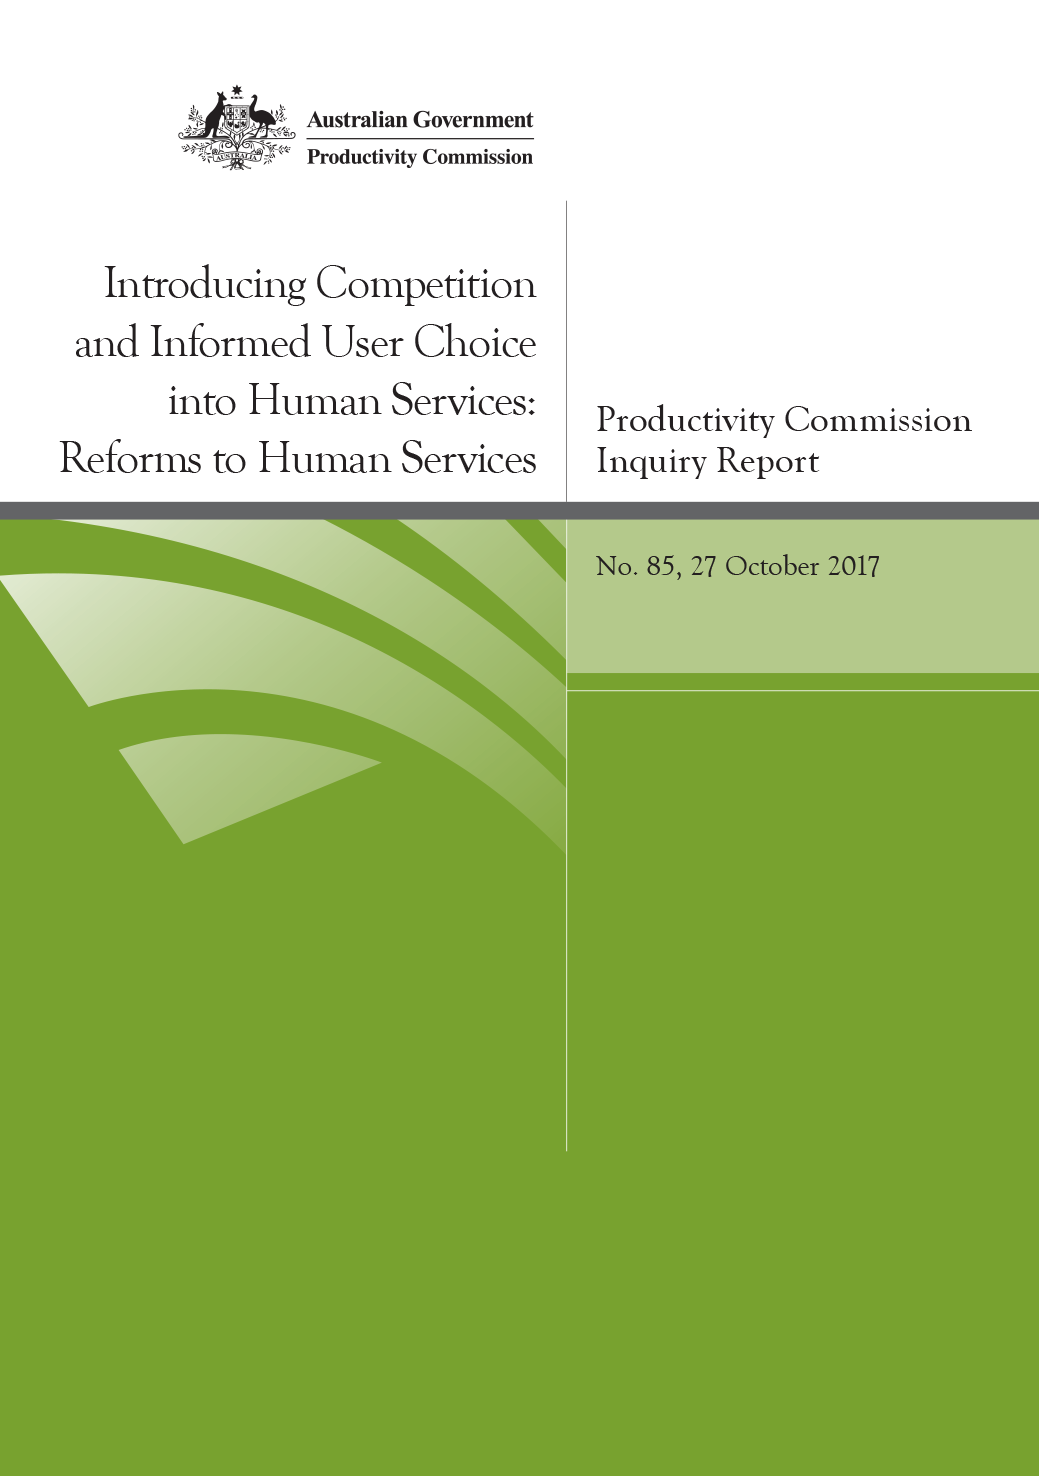 Australian Government
Productivity Commission
AUSTRALIA
Introducing Competition
and Informed User Choice
into Human Services:
Reforms to Human Services
Productivity Commission
Inquiry Report
No. 85, 27 October 2017